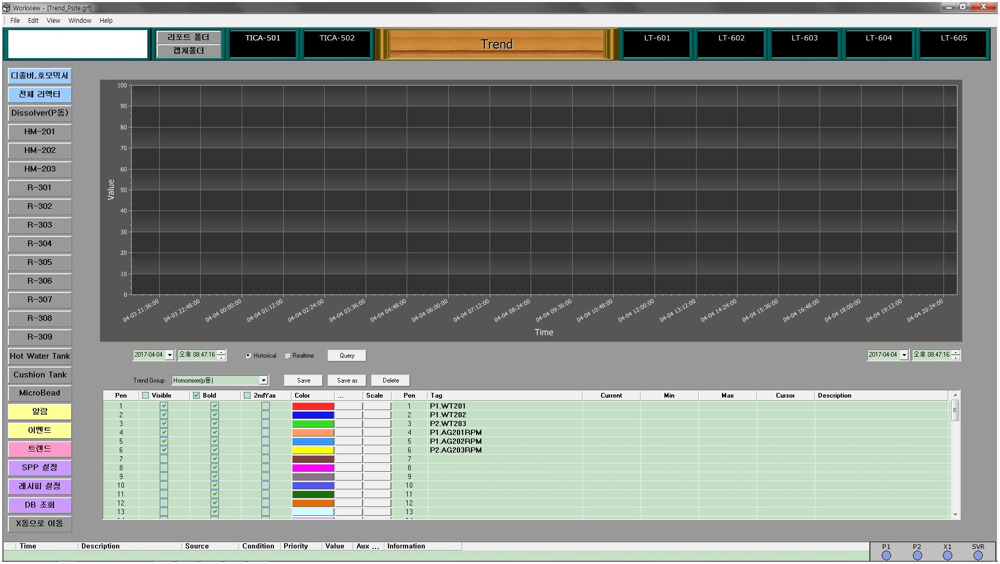 Workview - [Trend_Psite.grf]
File Edit View Window Help
리포트 폴더
캡쳐폴더
TICA-501
TICA-502
Trend
LT-601
LT-602
LT-603
LT-604
LT-605
디졸버,호모믹서
전체 리액터
Dissolver(P동)
HM-201
HM-202
HM-203
R-301
R-302
R-303
R-304
R-305
R-306
R-307
R-308
R-309
Hot Water Tank
Cushion Tank
MicroBead
알람
이벤트
트렌드
SPP 설정
레시피 설정
DB 조회
X동으로 이동
Value
100
90
80
70
60
50
40
30
20
10
0
04-03 21:36:00
04-03 22:48:00
04-04 00:00:00
04-04 01:12:00
04-04 02:24:00
04-04 03:36:00
04-04 04:48:00
04-04 06:00:00
04-04 07:12:00
04-04 08:24:00
04-04 09:36:00
04-04 10:48:00
04-04 12:00:00
04-04 13:12:00
04-04 14:24:00
04-04 15:36:00
04-04 16:48:00
04-04 18:00:00
04-04 19:12:00
04-04 20:24:00
Time
2017-04-04 오후 08:47:16 Historical Realtime Query 2017-04-04 오후 08:47:16
Trend Group Homomixer(p동) Save Save as Delete
Pen Visible Bold 2ndYax Color ... Scale Pen Tag Current Min Max Cursor Description
1 1 P1.WT201
2 2 P1.WT202
3 3 P2.WT203
4 4 P1.AG201RPM
5 5 P1.AG202RPM
6 6 P2.AG203RPM
7 7
8 8
9 9
10 10
11 11
12 12
13 13
Time Description Source Condition Priority Value Aux ... Information
P1 P2 X1 SVR